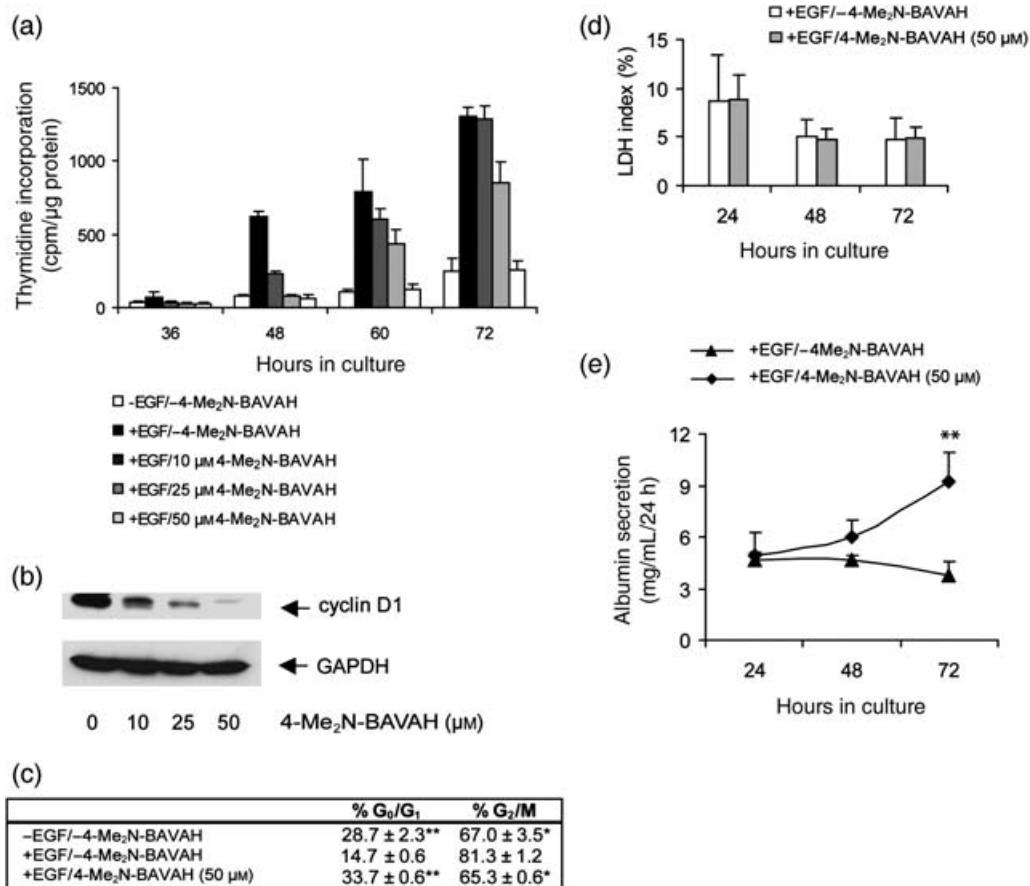 (a)
Thymidine incorporation
(cpm/µg protein)
1500
1000
500
0
36 48 60 72
Hours in culture
-EGF/–4-Me₂N-BAVAH
+EGF/–4-Me₂N-BAVAH
+EGF/10 µM 4-Me₂N-BAVAH
+EGF/25 µM 4-Me₂N-BAVAH
+EGF/50 µM 4-Me₂N-BAVAH
(b)
cyclin D1
GAPDH
0 10 25 50 4-Me₂N-BAVAH (µM)
(c)
% G₀/G₁ % G₂/M
–EGF/–4-Me₂N-BAVAH 28.7 ± 2.3** 67.0 ± 3.5*
+EGF/–4-Me₂N-BAVAH 14.7 ± 0.6 81.3 ± 1.2
+EGF/4-Me₂N-BAVAH (50 µM) 33.7 ± 0.6** 65.3 ± 0.6*
(d)
+EGF/–4-Me₂N-BAVAH
+EGF/4-Me₂N-BAVAH (50 µM)
LDH index (%)
15
10
5
0
24 48 72
Hours in culture
(e)
+EGF/–4Me₂N-BAVAH
+EGF/4-Me₂N-BAVAH (50 µM)
Albumin secretion
(mg/mL/24 h)
12
9
6
3
0
**
24 48 72
Hours in culture